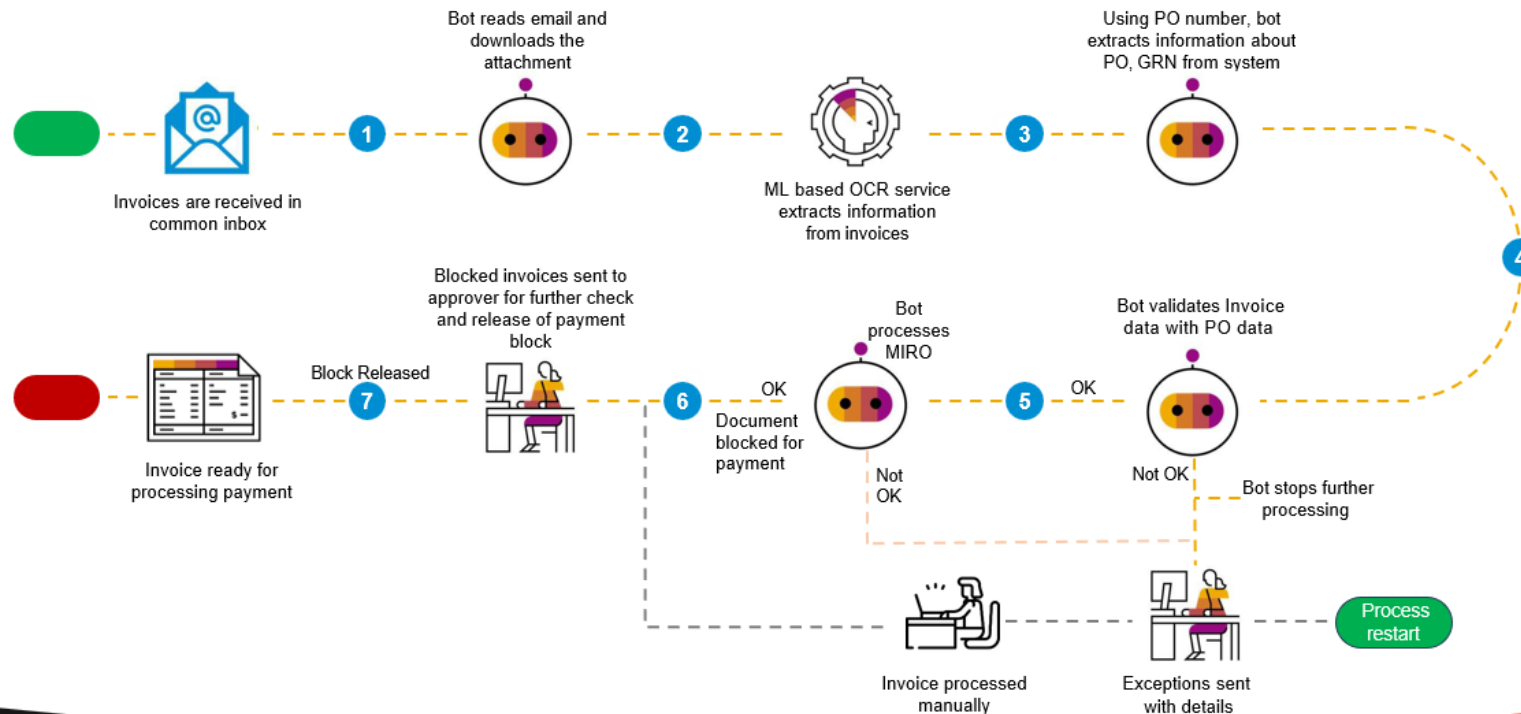 Bot reads email and
downloads the
attachment
Using PO number, bot
extracts information about
PO, GRN from system
1
2
3
Invoices are received in
common inbox
ML based OCR service
extracts information
from invoices
4
Blocked invoices sent to
approver for further check
and release of payment
block
Bot
processes
MIRO
Bot validates Invoice
data with PO data
Block Released
7
6
OK
5
OK
Document
blocked for
payment
Invoice ready for
processing payment
Not
OK
Not OK
Bot stops further
processing
Process
restart
Invoice processed
manually
Exceptions sent
with details